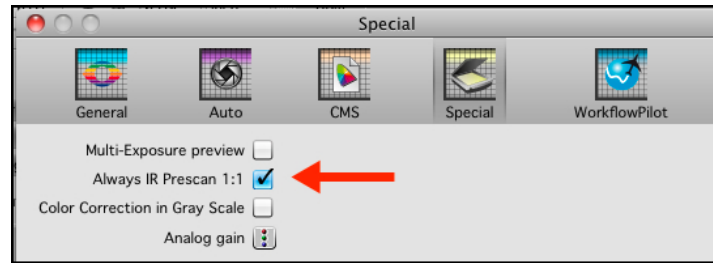 Special
General Auto CMS Special WorkflowPilot
Multi-Exposure preview
Always IR Prescan 1:1
Color Correction in Gray Scale
Analog gain